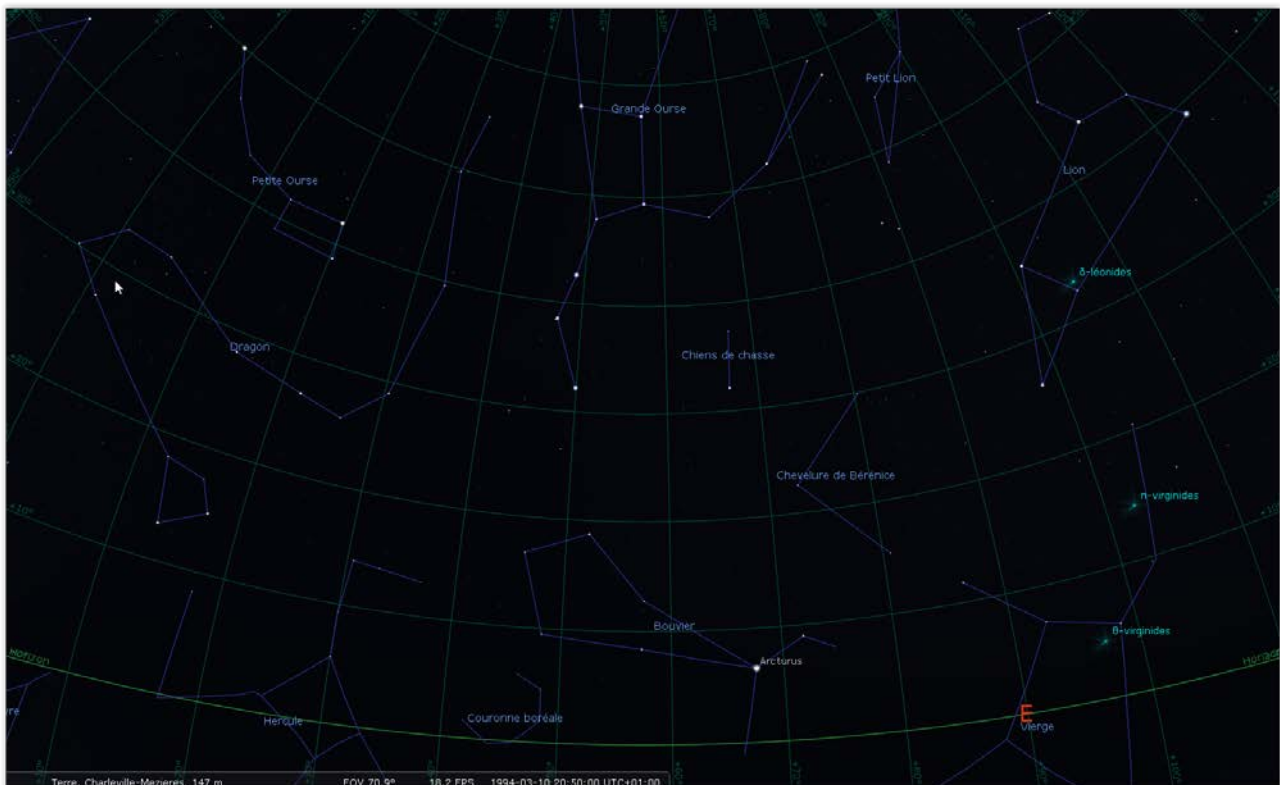 Petit Lion
Grande Ourse
Lion
Petite Ourse
δ-léonides
Dragon
Chiens de chasse
Chevelure de Bérénice
π-virginides
Bouvier
θ-virginides
Horizon
Arcturus
Hercule
Couronne boréale
E
Vierge
Terre, Charleville-Mezieres, 147 m
FOV 70.9°
18.2 FPS
1994-03-10 20:50:00 UTC+01:00